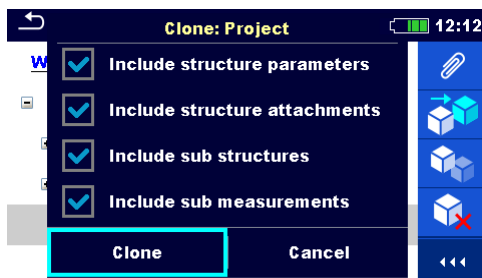 Clone: Project
12:12
W
Include structure parameters
Include structure attachments
Include sub structures
Include sub measurements
Clone
Cancel